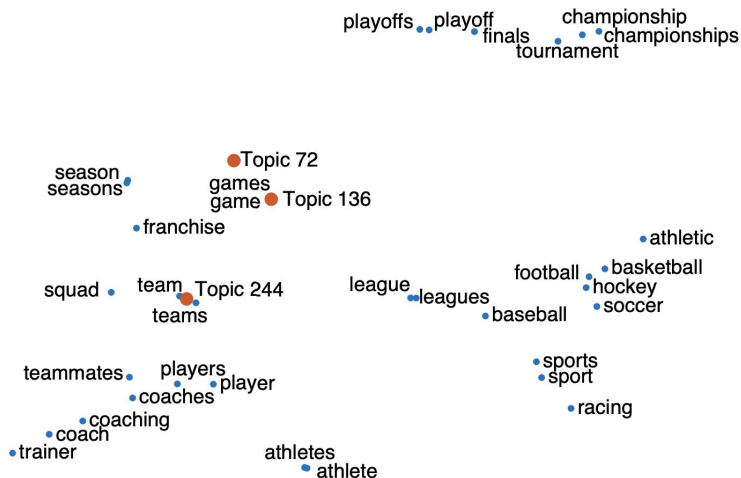 playoffs
playoff
finals
championship
championships
tournament
Topic 72
season
seasons
games
game
Topic 136
franchise
athletic
squad
team
Topic 244
teams
league
leagues
baseball
football
basketball
hockey
soccer
sports
sport
racing
teammates
players
player
coaches
coaching
coach
trainer
athletes
athlete